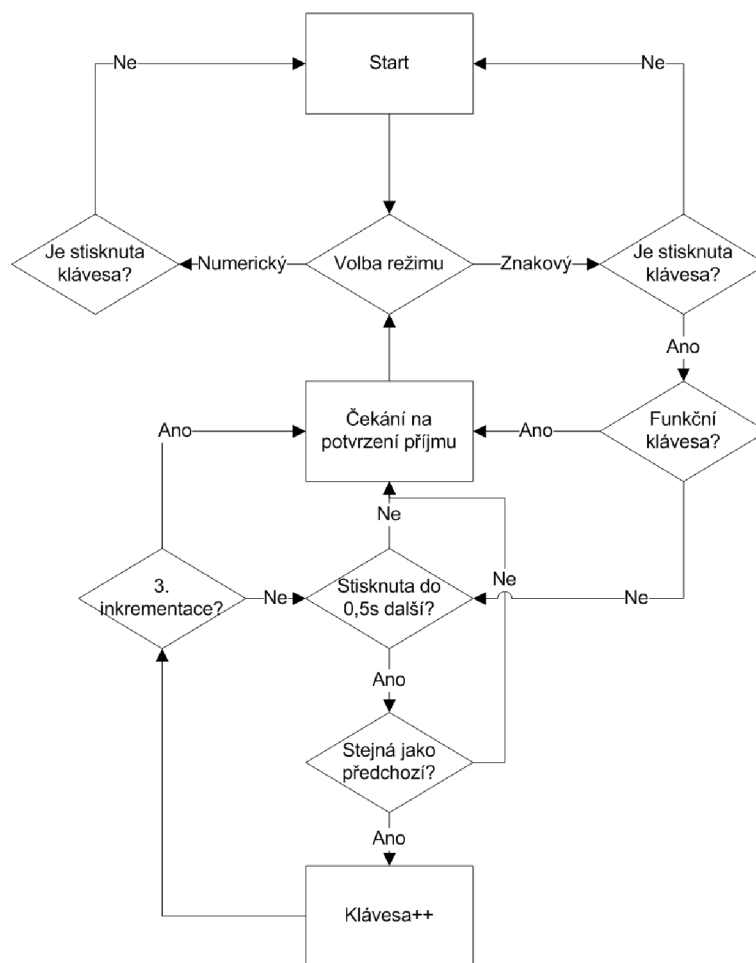 Ne
Start
Ne
Je stisknuta
klávesa?
Numerický
Volba režimu
Znakový
Je stisknuta
klávesa?
Ano
Ano
Čekání na
potvrzení příjmu
Ano
Funkční
klávesa?
Ne
Ne
3.
inkrementace?
Ne
Stisknuta do
0,5s další?
Ne
Ano
Stejná jako
předchozí?
Ano
Klávesa++